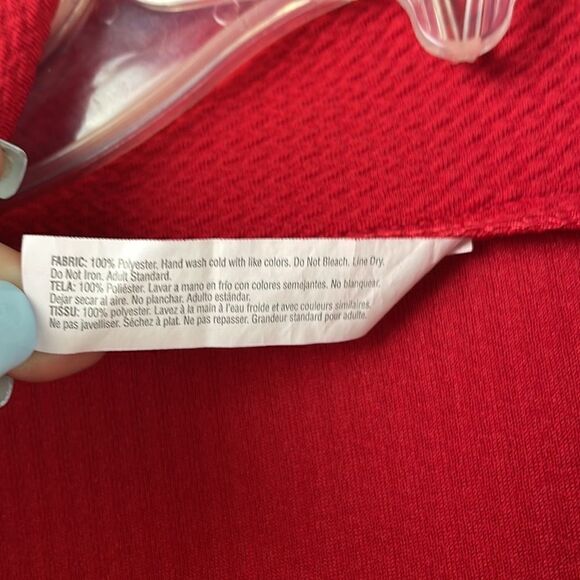 FABRIC: 100% Polyester. Hand wash cold with like colors. Do Not Bleach. Line Dry.
Do Not Iron. Adult Standard.
TELA: 100% Poliéster. Lavar a mano en frío con colores semejantes. No blanquear.
Dejar secar al aire. No planchar. Adulto estándar.
TISSU: 100% polyester. Lavez à la main à l'eau froide et avec couleurs similaires.
Ne pas javelliser. Séchez à plat. Ne pas repasser. Grandeur standard pour adulte.